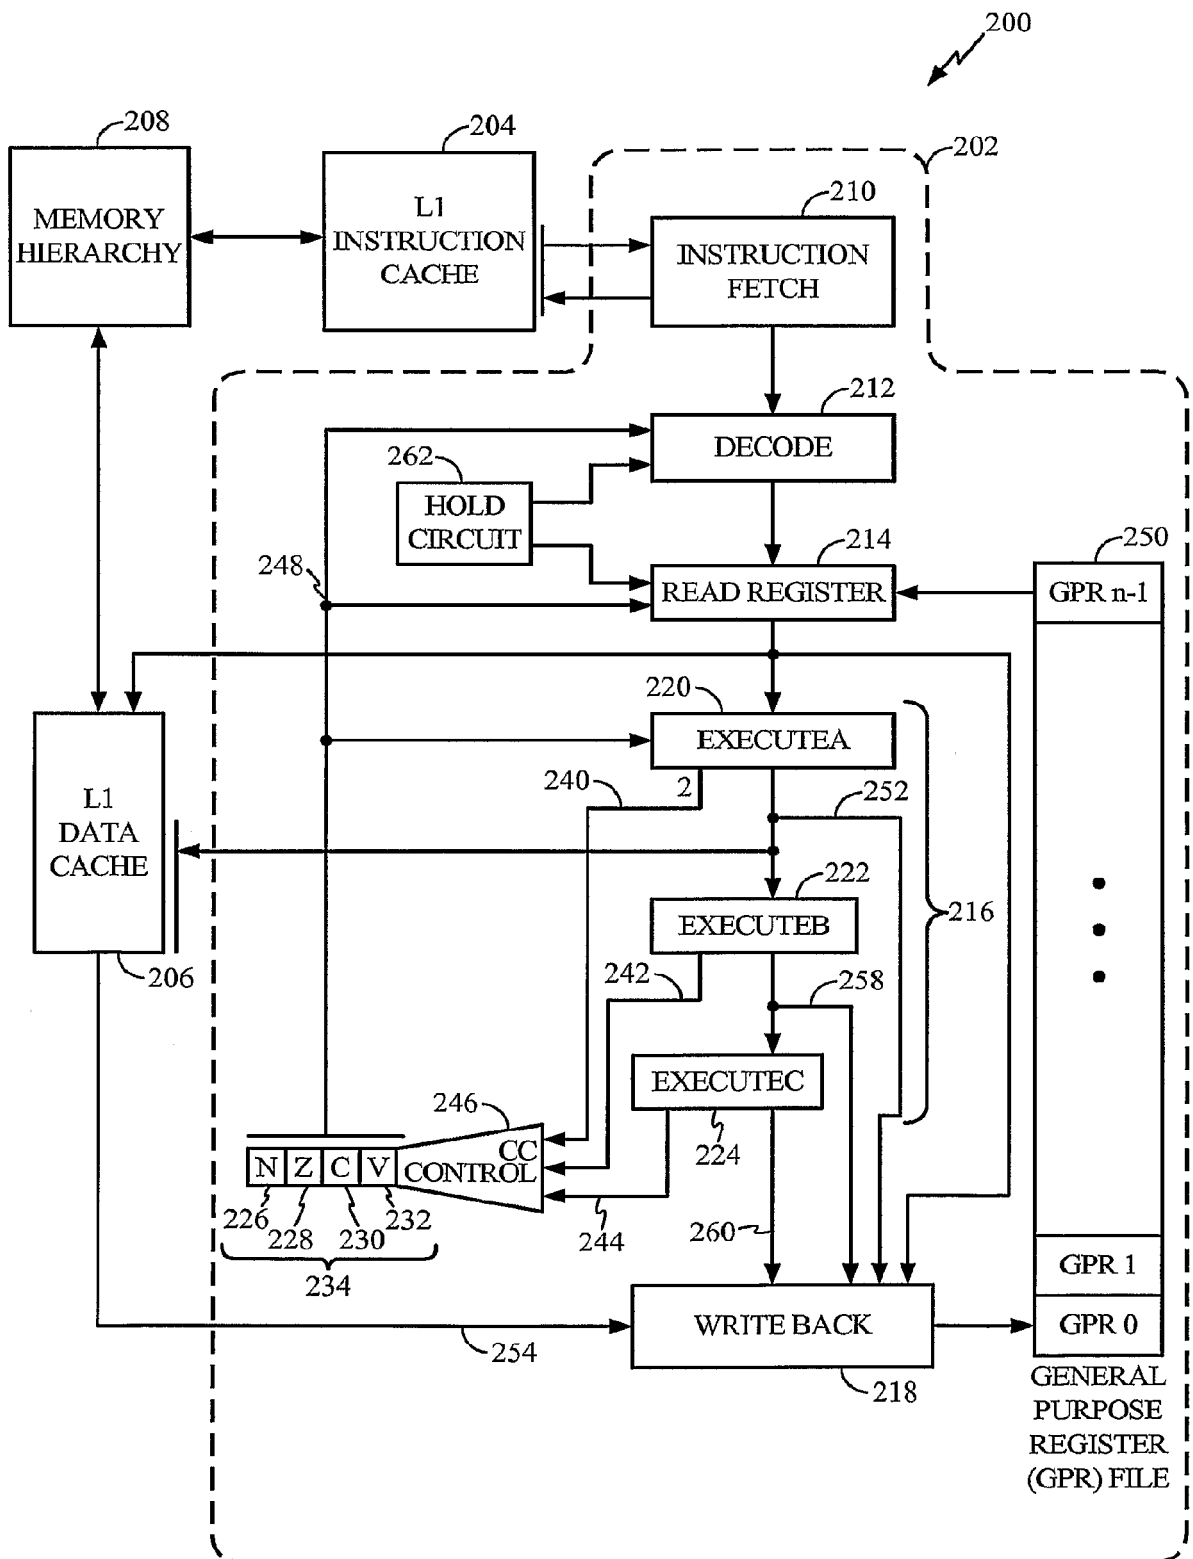 200
208
204
202
MEMORY
HIERARCHY
L1
INSTRUCTION
CACHE
210
INSTRUCTION
FETCH
212
DECODE
262
HOLD
CIRCUIT
214
READ REGISTER
250
GPR n-1
248
220
EXECUTEA
240
2
252
L1
DATA
CACHE
222
EXECUTEB
216
206
242
258
EXECUTEC
246
224
CC
CONTROL
N Z C V
226
228
230
232
234
244
260
GPR 1
WRITE BACK
GPR 0
254
218
GENERAL
PURPOSE
REGISTER
(GPR) FILE